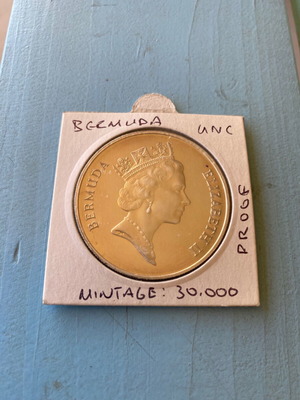 BERMUDA UNC
BERMUDA ELIZABETH II
PROOF
MINTAGE: 30.000